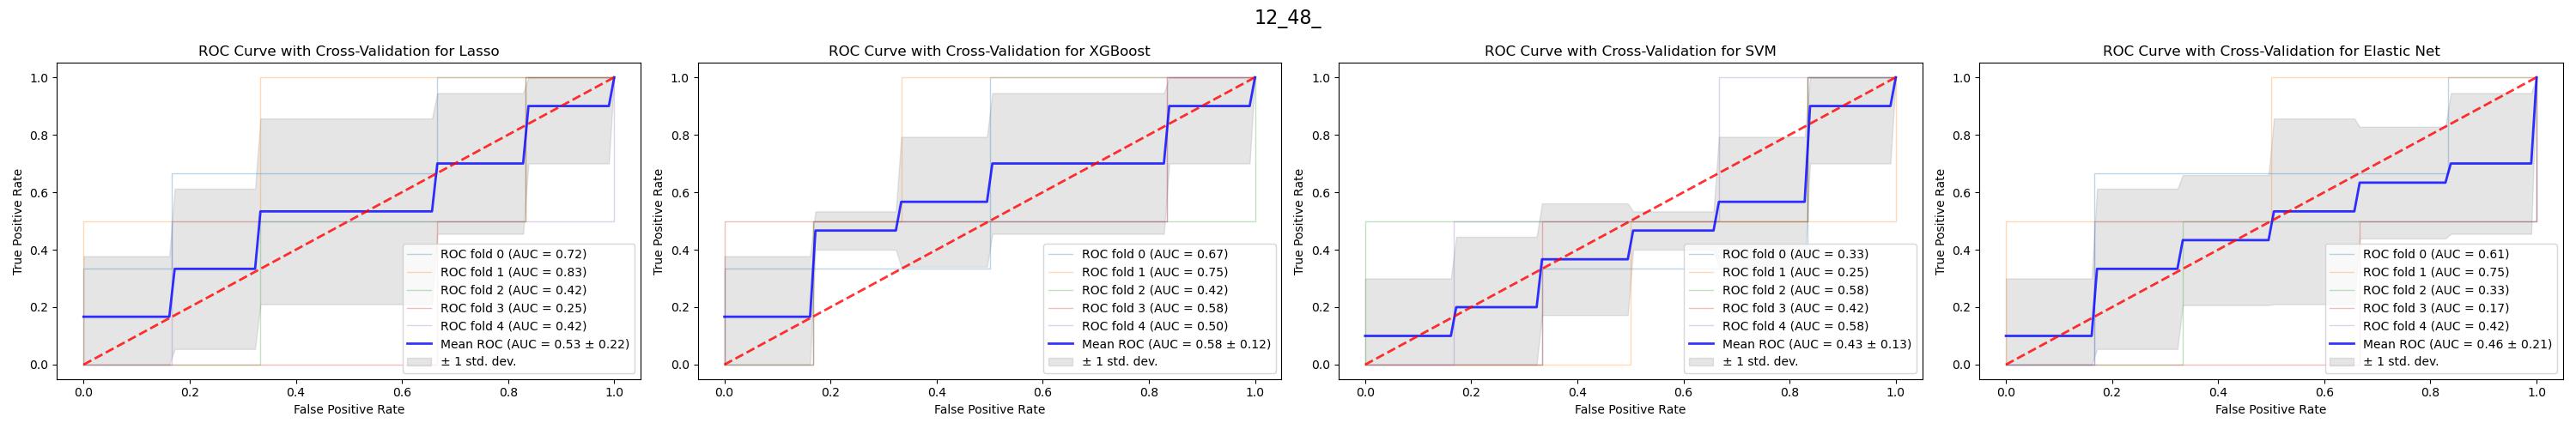 12_48_
ROC Curve with Cross-Validation for Lasso
True Positive Rate
1.0
0.8
0.6
0.4
0.2
0.0
ROC fold 0 (AUC = 0.72)
ROC fold 1 (AUC = 0.83)
ROC fold 2 (AUC = 0.42)
ROC fold 3 (AUC = 0.25)
ROC fold 4 (AUC = 0.42)
Mean ROC (AUC = 0.53 ± 0.22)
± 1 std. dev.
0.0 0.2 0.4 0.6 0.8 1.0
False Positive Rate
ROC Curve with Cross-Validation for XGBoost
True Positive Rate
1.0
0.8
0.6
0.4
0.2
0.0
ROC fold 0 (AUC = 0.67)
ROC fold 1 (AUC = 0.75)
ROC fold 2 (AUC = 0.42)
ROC fold 3 (AUC = 0.58)
ROC fold 4 (AUC = 0.50)
Mean ROC (AUC = 0.58 ± 0.12)
± 1 std. dev.
0.0 0.2 0.4 0.6 0.8 1.0
False Positive Rate
ROC Curve with Cross-Validation for SVM
True Positive Rate
1.0
0.8
0.6
0.4
0.2
0.0
ROC fold 0 (AUC = 0.33)
ROC fold 1 (AUC = 0.25)
ROC fold 2 (AUC = 0.58)
ROC fold 3 (AUC = 0.42)
ROC fold 4 (AUC = 0.58)
Mean ROC (AUC = 0.43 ± 0.13)
± 1 std. dev.
0.0 0.2 0.4 0.6 0.8 1.0
False Positive Rate
ROC Curve with Cross-Validation for Elastic Net
True Positive Rate
1.0
0.8
0.6
0.4
0.2
0.0
ROC fold 0 (AUC = 0.61)
ROC fold 1 (AUC = 0.75)
ROC fold 2 (AUC = 0.33)
ROC fold 3 (AUC = 0.17)
ROC fold 4 (AUC = 0.42)
Mean ROC (AUC = 0.46 ± 0.21)
± 1 std. dev.
0.0 0.2 0.4 0.6 0.8 1.0
False Positive Rate